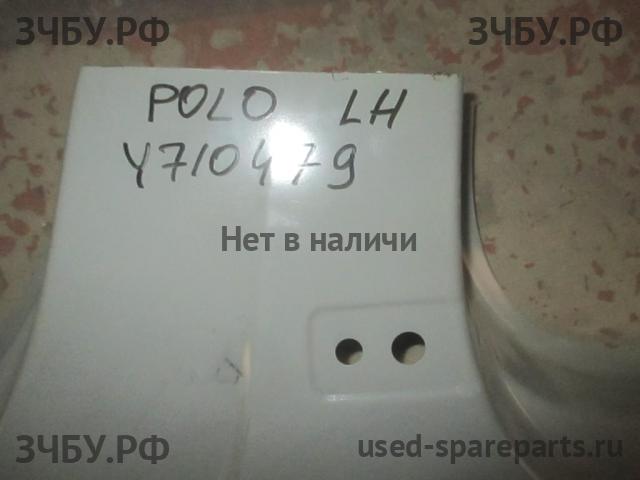 ЗЧБУ.РФ ЗЧБУ.РФ
POLO LH
Y710479
Нет в наличи
ЗЧБУ.РФ used-spareparts.ru